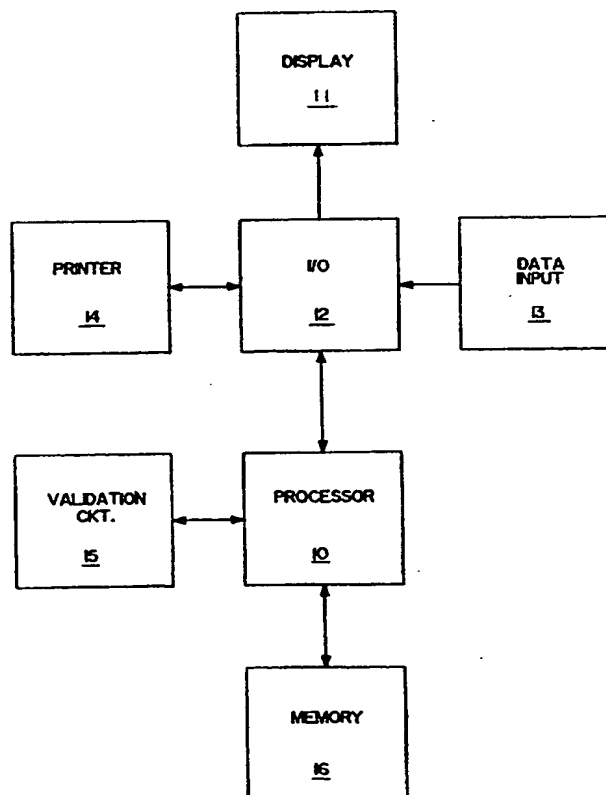 DISPLAY
11
PRINTER
14
I/O
12
DATA
INPUT
13
VALIDATION
CKT.
15
PROCESSOR
10
MEMORY
16